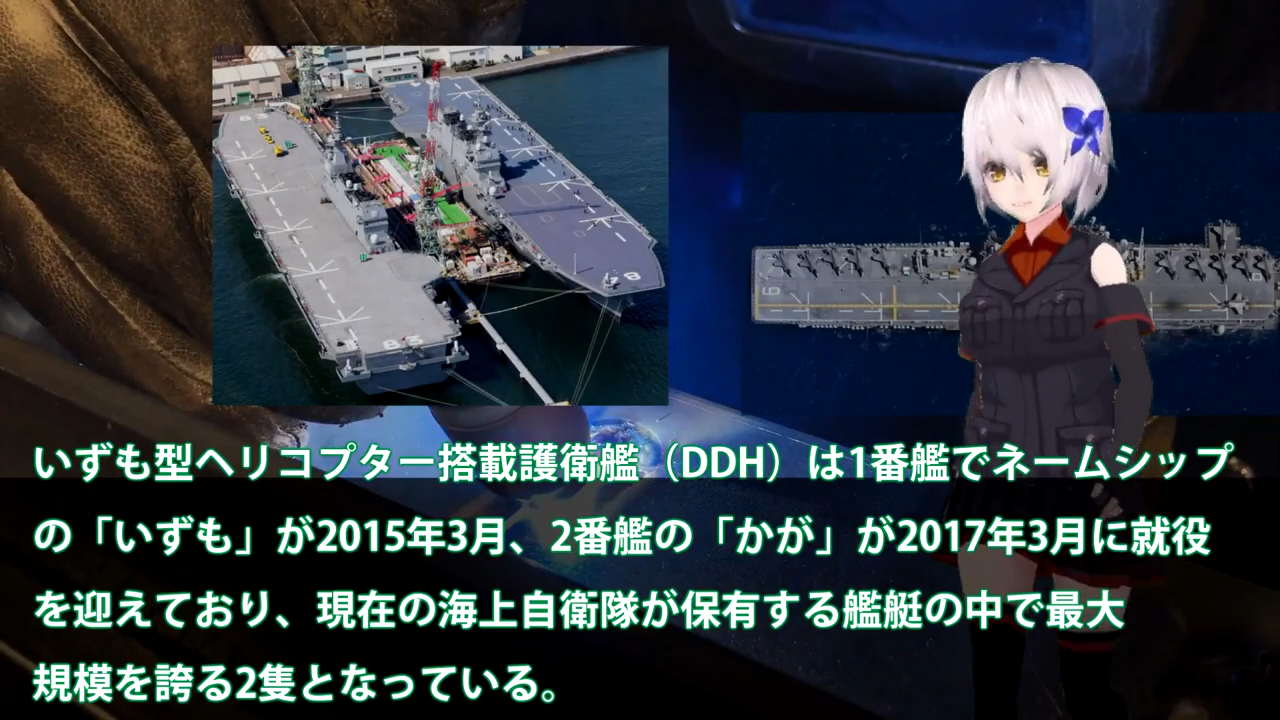 83
8
9
いずも型ヘリコプター搭載護衛艦（DDH）は1番艦でネームシップ
の「いずも」が2015年3月、2番艦の「かが」が2017年3月に就役
を迎えており、現在の海上自衛隊が保有する艦艇の中で最大
規模を誇る2隻となっている。